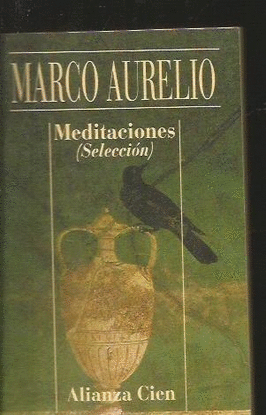 MARCO AURELIO
Meditaciones
(Selección)
Alianza Cien